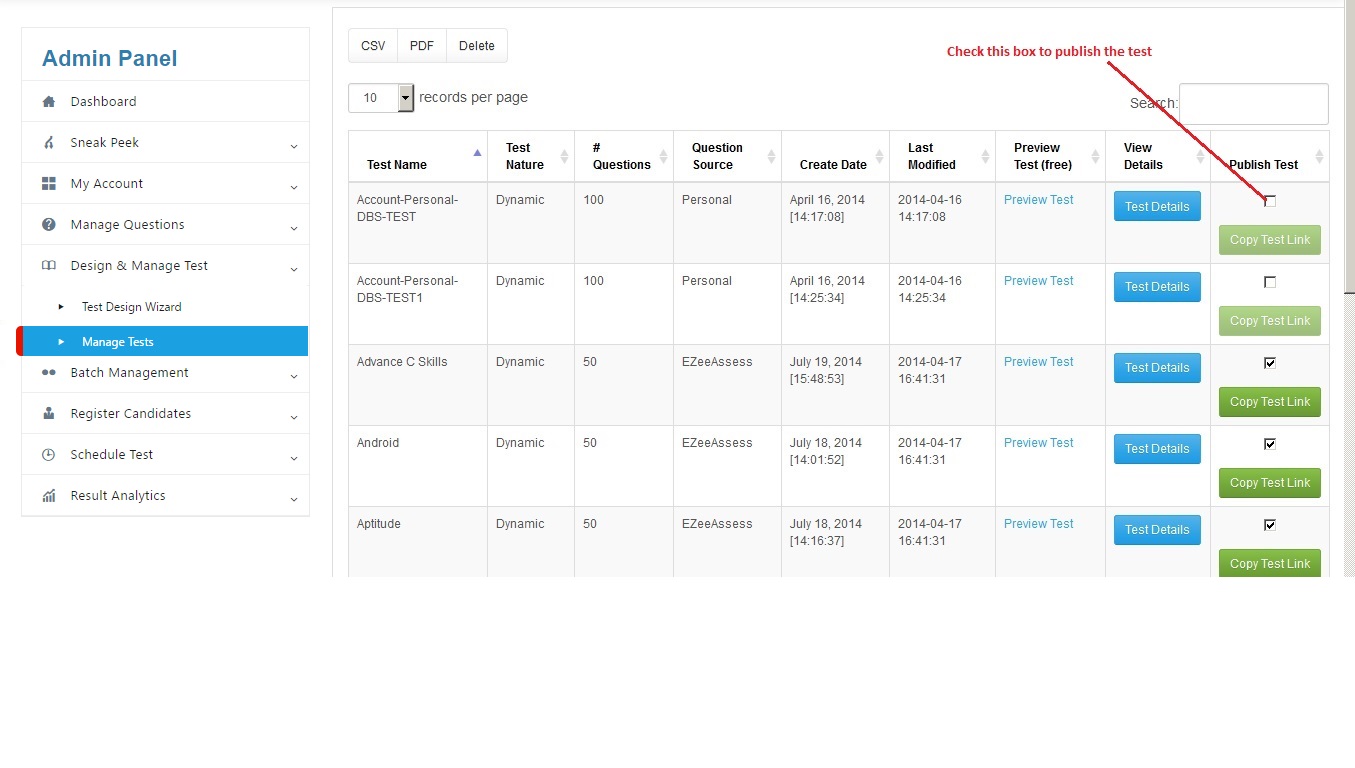 Admin Panel
Dashboard
Sneak Peek
My Account
Manage Questions
Design & Manage Test
Test Design Wizard
Manage Tests
Batch Management
Register Candidates
Schedule Test
Result Analytics
CSV PDF Delete
Check this box to publish the test
10 records per page
Search:
Test Name Test Nature # Questions Question Source Create Date Last Modified Preview Test (free) View Details Publish Test
Account-Personal- Dynamic 100 Personal April 16, 2014 2014-04-16 Preview Test Test Details
DBS-TEST [14:17:08] 14:17:08
Copy Test Link
Account-Personal- Dynamic 100 Personal April 16, 2014 2014-04-16 Preview Test Test Details
DBS-TEST1 [14:25:34] 14:25:34
Copy Test Link
Advance C Skills Dynamic 50 EZeeAssess July 19, 2014 2014-04-17 Preview Test Test Details
[15:48:53] 16:41:31
Copy Test Link
Android Dynamic 50 EZeeAssess July 18, 2014 2014-04-17 Preview Test Test Details
[14:01:52] 16:41:31
Copy Test Link
Aptitude Dynamic 50 EZeeAssess July 18, 2014 2014-04-17 Preview Test Test Details
[14:16:37] 16:41:31
Copy Test Link